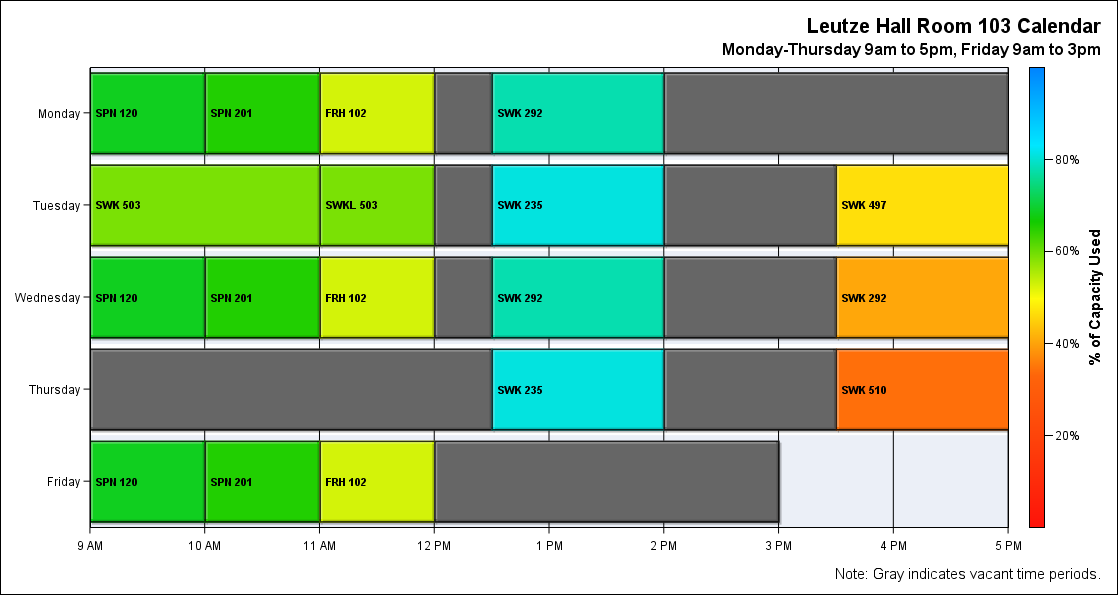 Leutze Hall Room 103 Calendar
Monday-Thursday 9am to 5pm, Friday 9am to 3pm
Monday SPN 120 SPN 201 FRH 102 SWK 292
Tuesday SWK 503 SWKL 503 SWK 235 SWK 497
Wednesday SPN 120 SPN 201 FRH 102 SWK 292 SWK 292
Thursday SWK 235 SWK 510
Friday SPN 120 SPN 201 FRH 102
9 AM 10 AM 11 AM 12 PM 1 PM 2 PM 3 PM 4 PM 5 PM
80%
60%
40%
20%
% of Capacity Used
Note: Gray indicates vacant time periods.